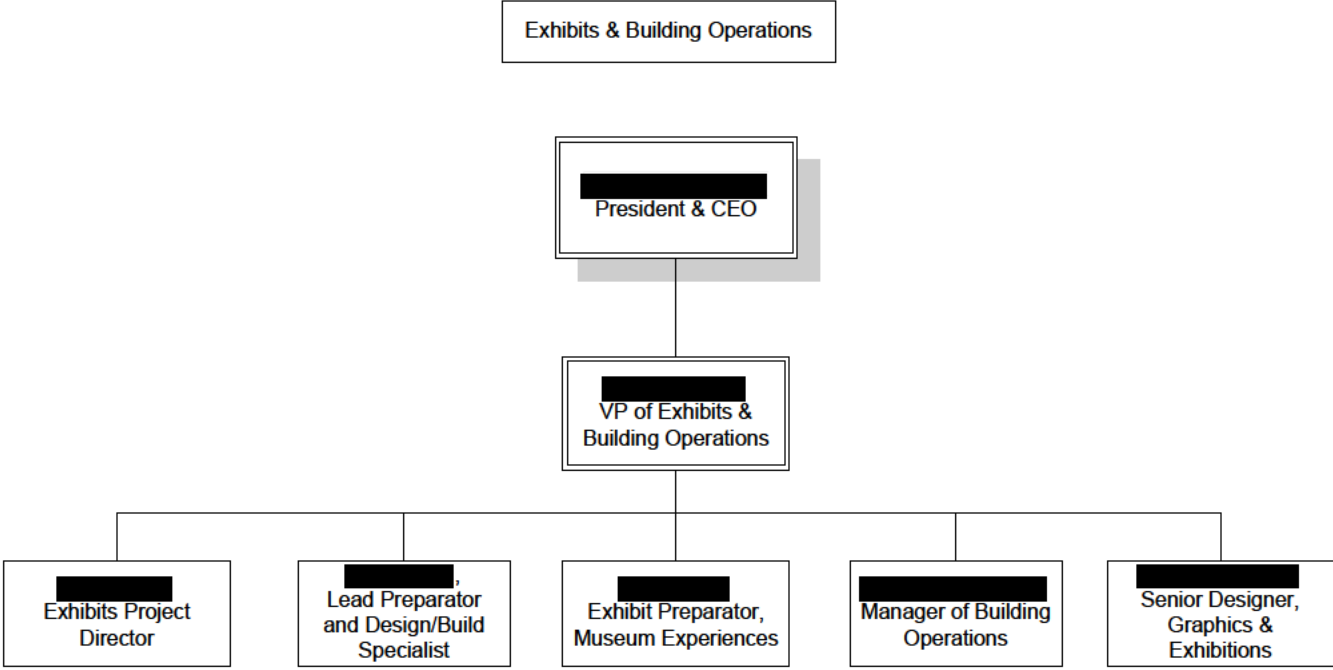 Exhibits & Building Operations
President & CEO
VP of Exhibits &
Building Operations
Exhibits Project
Director
,
Lead Preparator
and Design/Build
Specialist
Exhibit Preparator,
Museum Experiences
Manager of Building
Operations
Senior Designer,
Graphics &
Exhibitions